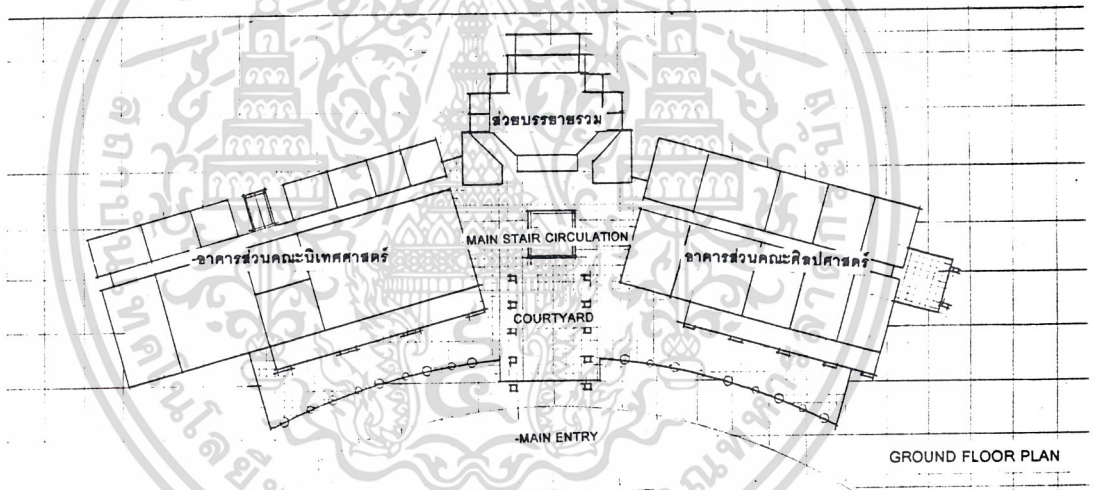 ส่วยบรรยายรวม
MAIN STAIR CIRCULATION
-อาคารส่วนคณะนิเทศศาสตร์
อาคารส่วนคณะศิลปศาสตร์
COURTYARD
-MAIN ENTRY
GROUND FLOOR PLAN